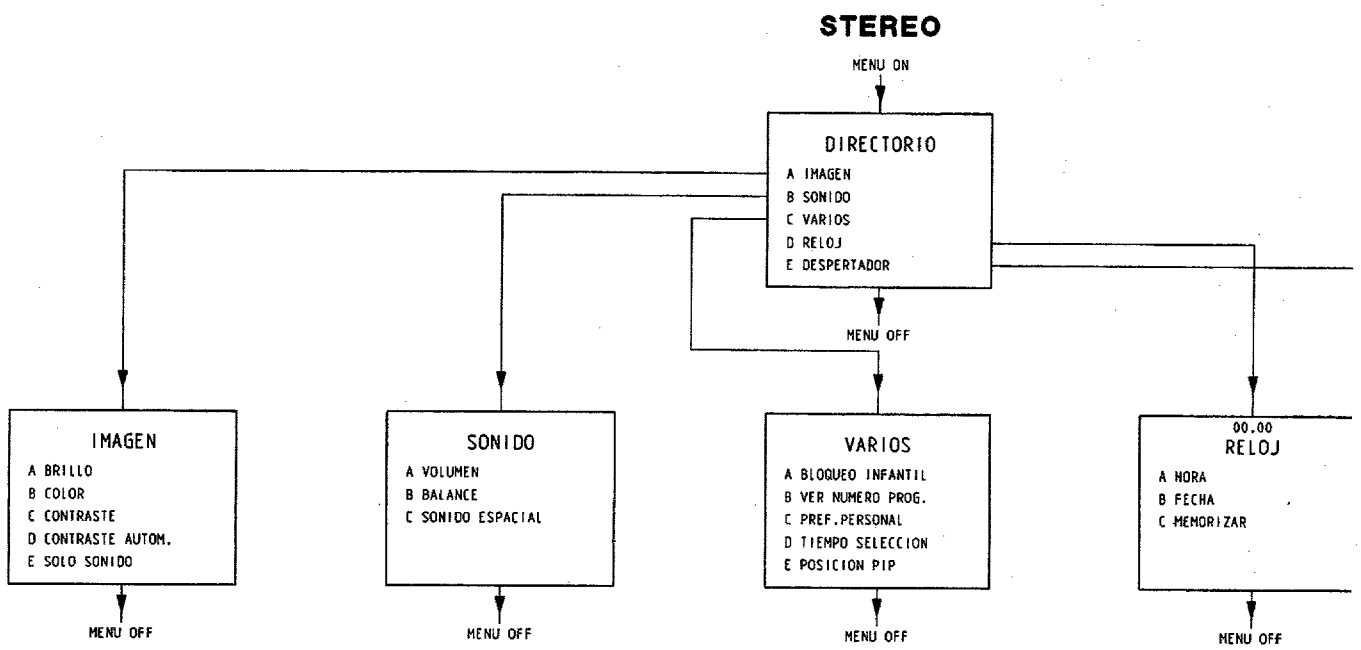 STEREO
MENU ON
DIRECTORIO
A IMAGEN
B SONIDO
C VARIOS
D RELOJ
E DESPERTADOR
MENU OFF
IMAGEN
A BRILLO
B COLOR
C CONTRASTE
D CONTRASTE AUTOM.
E SOLO SONIDO
MENU OFF
SONIDO
A VOLUMEN
B BALANCE
C SONIDO ESPACIAL
MENU OFF
VARIOS
A BLOQUEO INFANTIL
B VER NUMERO PROG.
C PREF.PERSONAL
D TIEMPO SELECCION
E POSICION PIP
MENU OFF
00.00
RELOJ
A HORA
B FECHA
C MEMORIZAR
MENU OFF